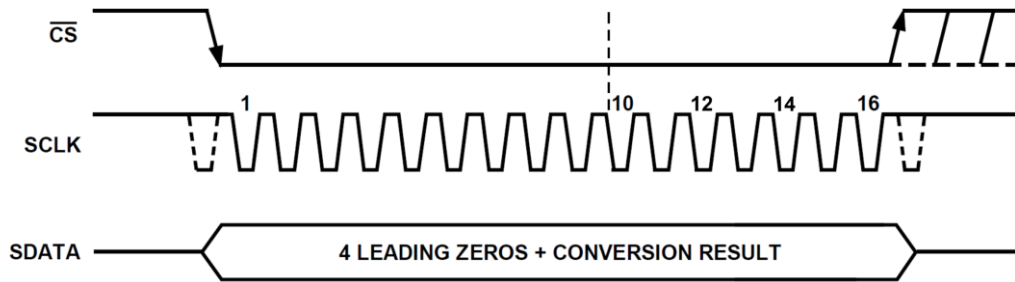 CS
1 10 12 14 16
SCLK
SDATA 4 LEADING ZEROS + CONVERSION RESULT